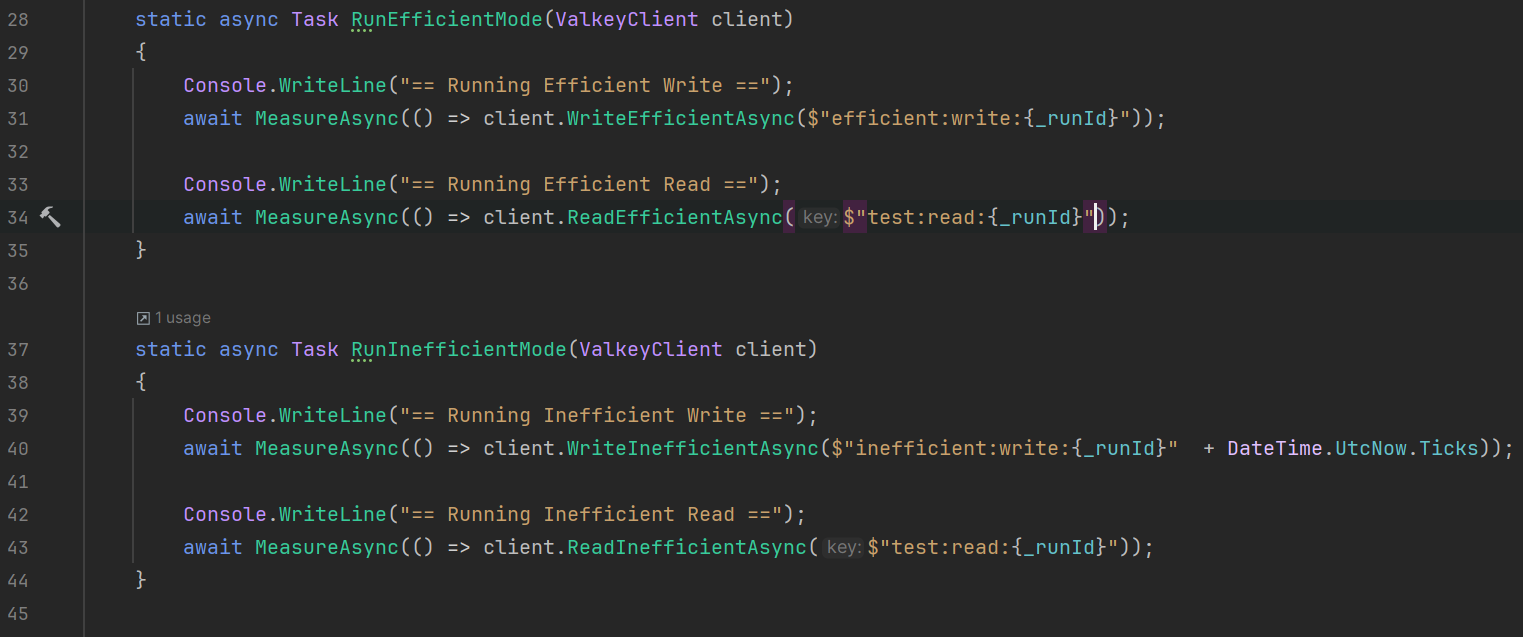 28 static async Task RunEfficientMode(ValkeyClient client)
29 {
30 Console.WriteLine("== Running Efficient Write ==");
31 await MeasureAsync(() => client.WriteEfficientAsync($"efficient:write:{_runId}"));
32
33 Console.WriteLine("== Running Efficient Read ==");
34 await MeasureAsync(() => client.ReadEfficientAsync( key: $"test:read:{_runId}"));
35 }
36
1 usage
37 static async Task RunInefficientMode(ValkeyClient client)
38 {
39 Console.WriteLine("== Running Inefficient Write ==");
40 await MeasureAsync(() => client.WriteInefficientAsync($"inefficient:write:{_runId}"  + DateTime.UtcNow.Ticks));
41
42 Console.WriteLine("== Running Inefficient Read ==");
43 await MeasureAsync(() => client.ReadInefficientAsync( key: $"test:read:{_runId}"));
44 }
45